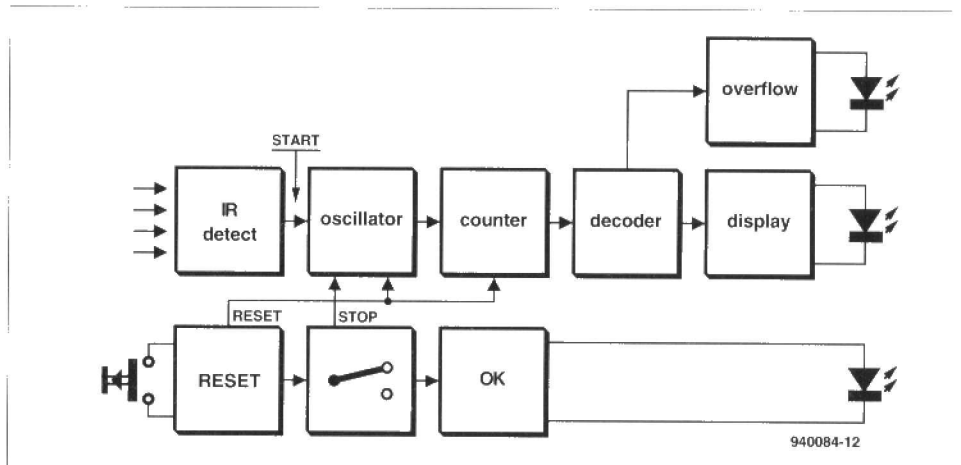 overflow
START
IR
detect
oscillator
counter
decoder
display
RESET
STOP
RESET
OK
940084-12